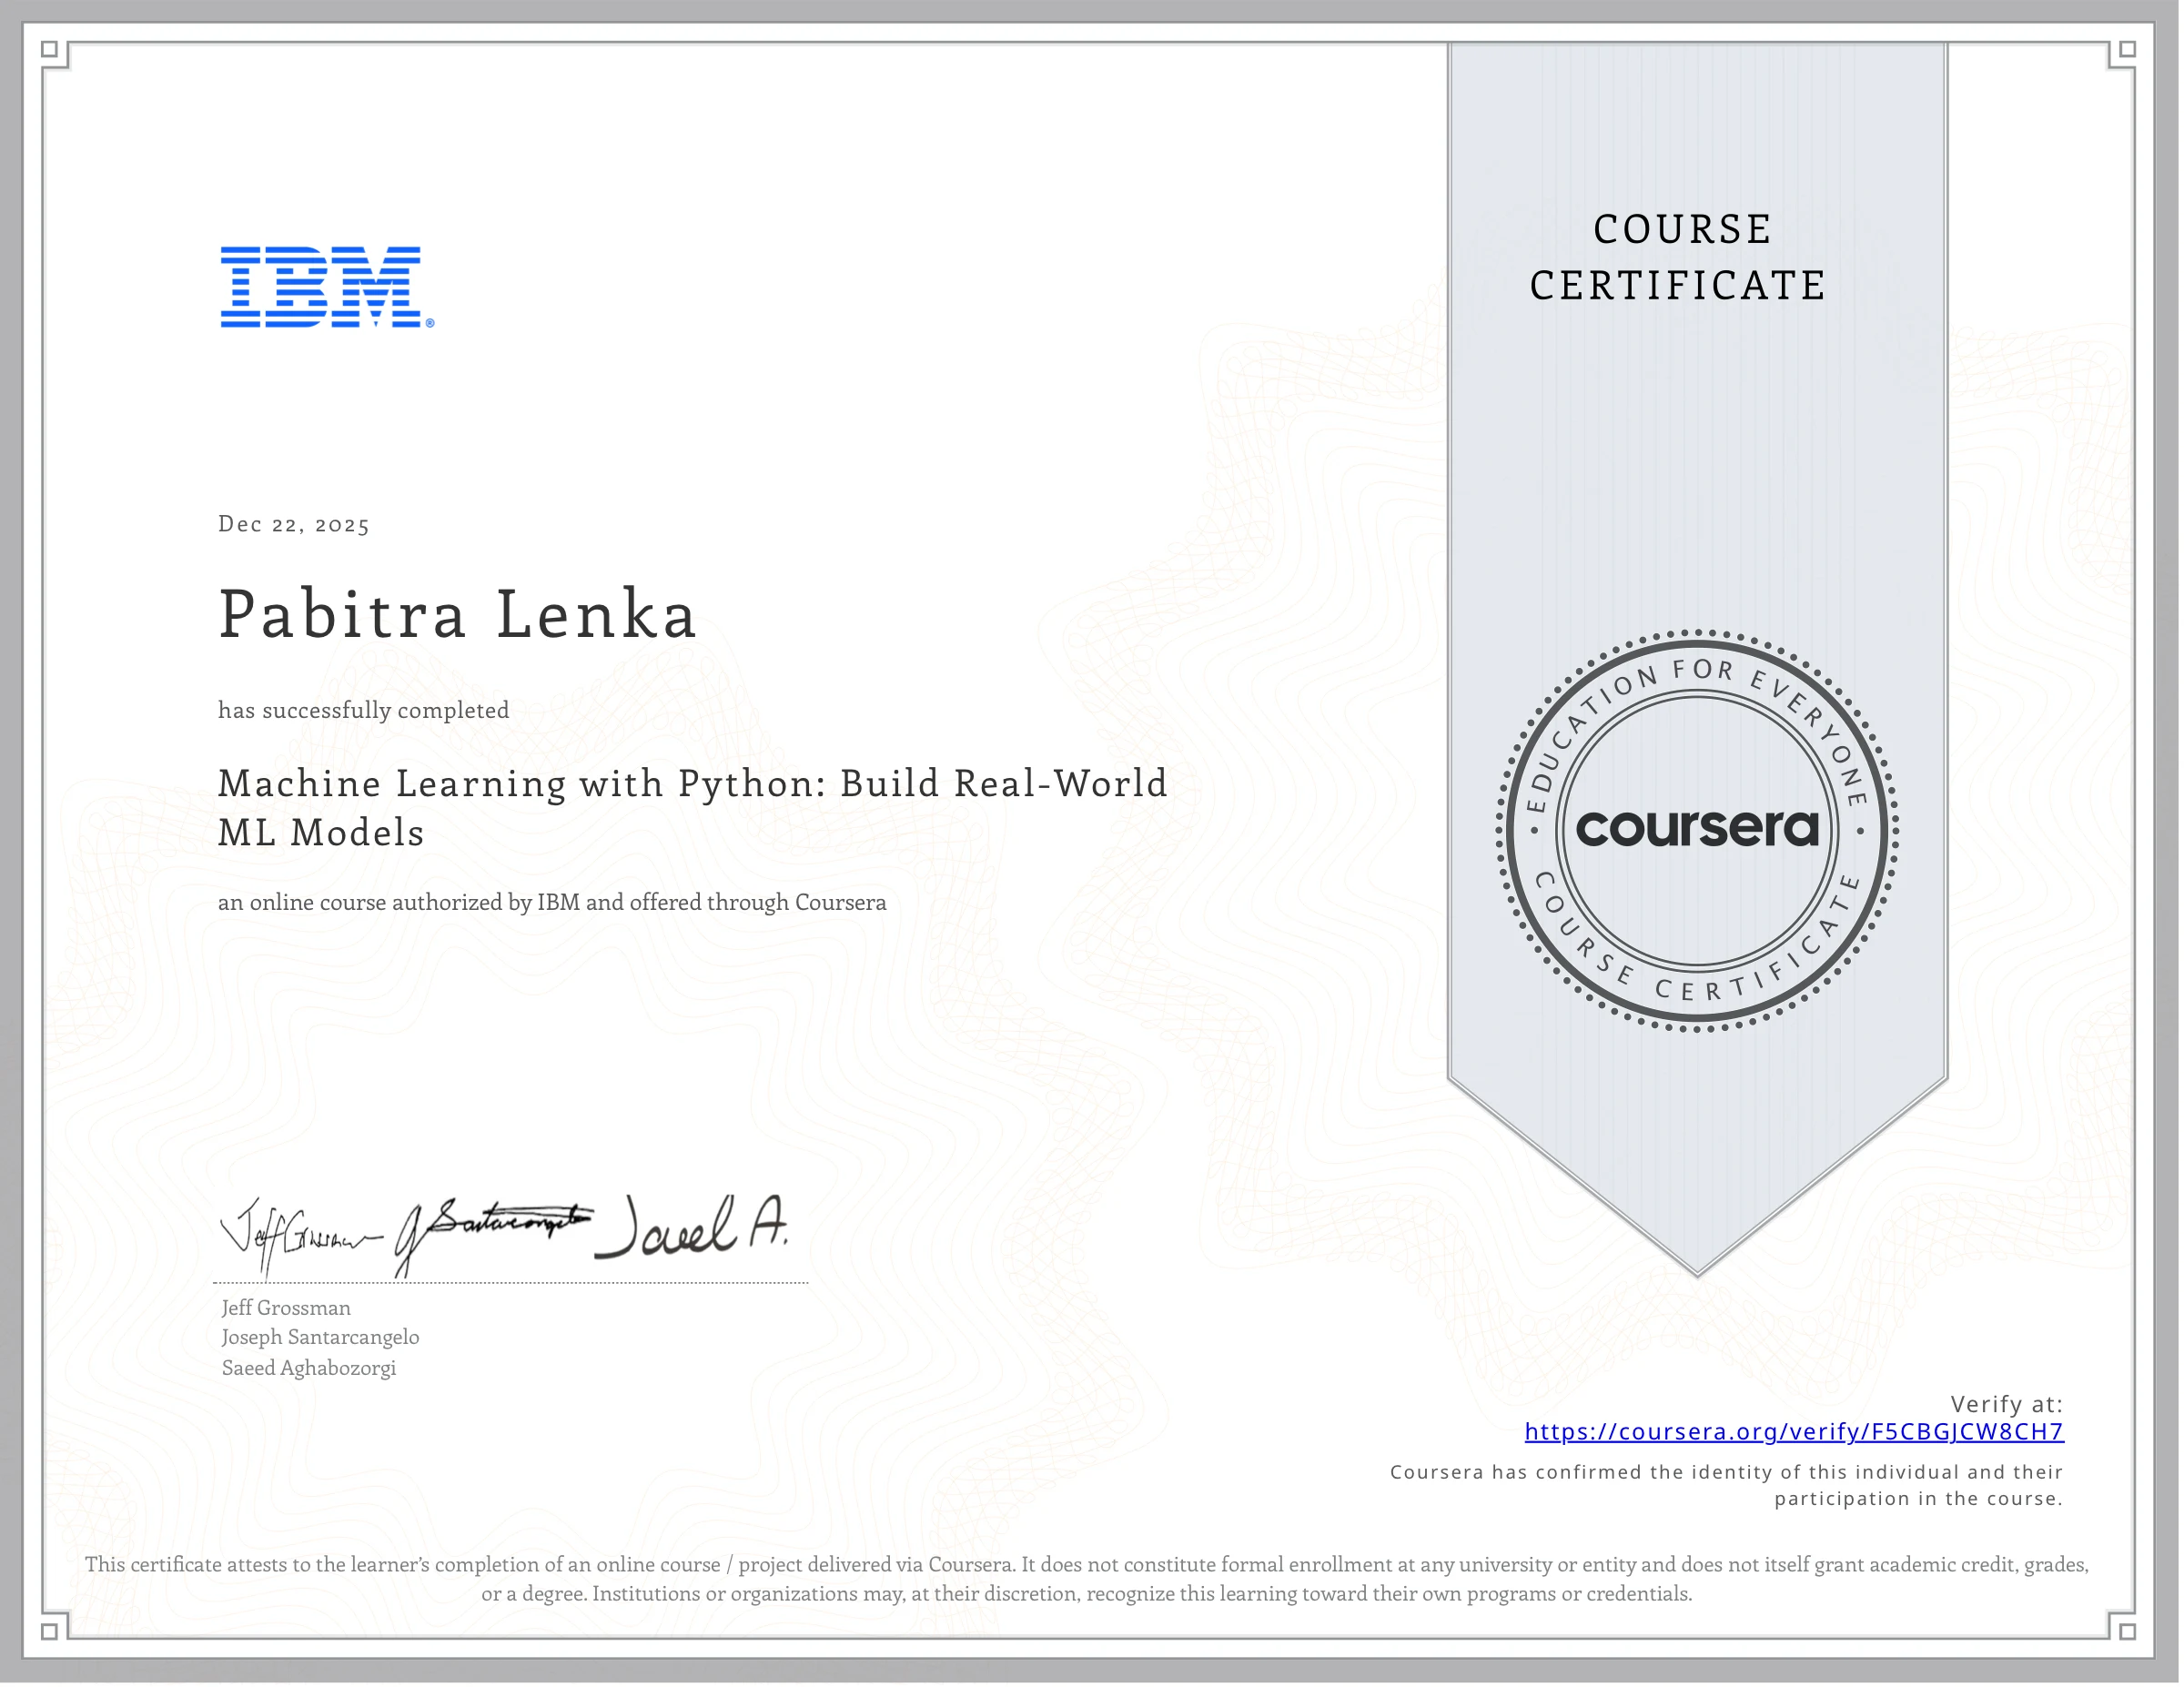 IBM®
COURSE
CERTIFICATE
Dec 22, 2025
Pabitra Lenka
has successfully completed
Machine Learning with Python: Build Real-World
ML Models
an online course authorized by IBM and offered through Coursera
EDUCATION FOR EVERYONE
coursera
COURSE CERTIFICATE
Jeff Grossman
J Santarcangelo
Saeed A.
Jeff Grossman
Joseph Santarcangelo
Saeed Aghabozorgi
Verify at:
https://coursera.org/verify/F5CBGJCW8CH7
Coursera has confirmed the identity of this individual and their
participation in the course.
This certificate attests to the learner's completion of an online course / project delivered via Coursera. It does not constitute formal enrollment at any university or entity and does not itself grant academic credit, grades,
or a degree. Institutions or organizations may, at their discretion, recognize this learning toward their own programs or credentials.